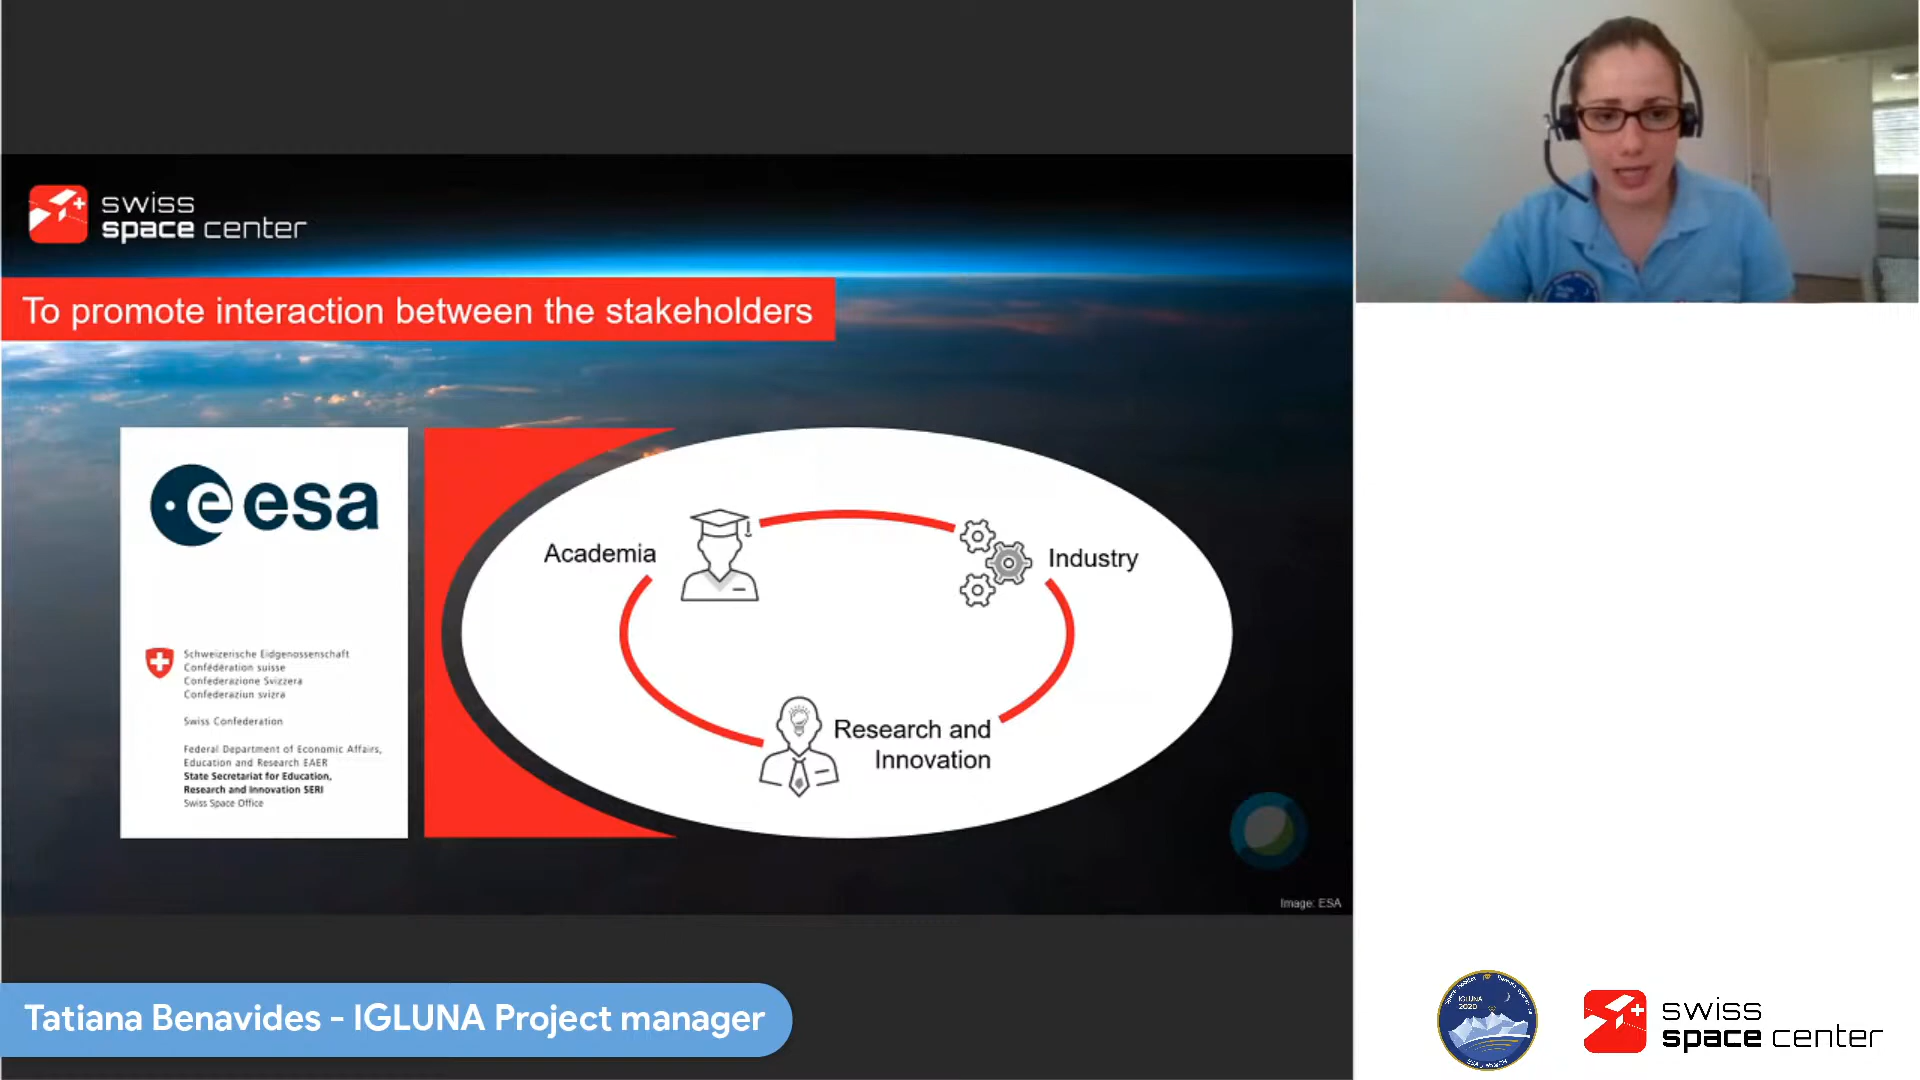 swiss
space center
To promote interaction between the stakeholders
esa
Schweizerische Eidgenossenschaft
Confédération suisse
Confederazione Svizzera
Confederaziun svizra
Swiss Confederation
Federal Department of Economic Affairs,
Education and Research EAER
State Secretariat for Education,
Research and Innovation SERI
Swiss Space Office
Academia
Industry
Research and
Innovation
Image: ESA
Tatiana Benavides - IGLUNA Project manager
IGLUNA
2020
swiss
space center